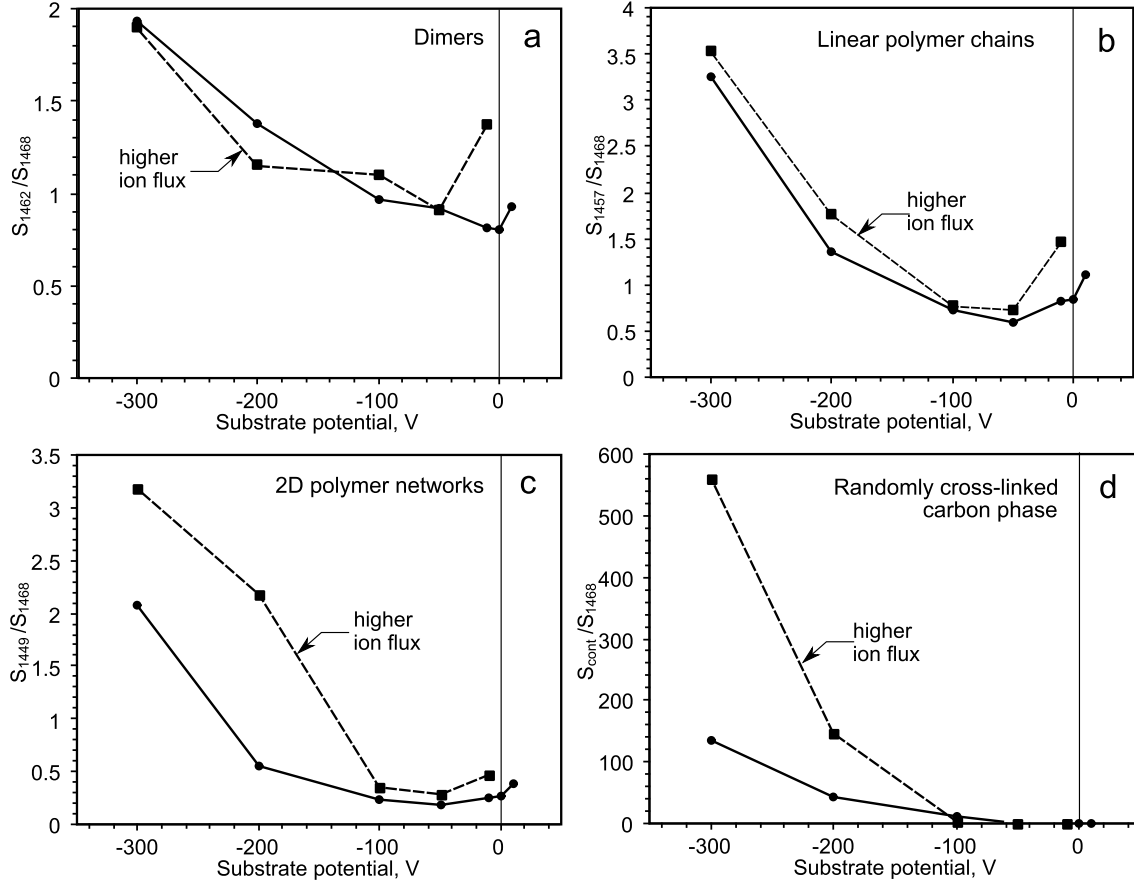 2
1.5
1
0.5
0
S1462 /S1468
Dimers
a
higher
ion flux
-300 -200 -100 0
Substrate potential, V
4
3.5
3
2.5
2
1.5
1
0.5
0
S1457 /S1468
Linear polymer chains
b
higher
ion flux
-300 -200 -100 0
Substrate potential, V
3.5
3
2.5
2
1.5
1
0.5
0
S1449 /S1468
2D polymer networks
c
higher
ion flux
-300 -200 -100 0
Substrate potential, V
600
500
400
300
200
100
0
Scont /S1468
Randomly cross-linked
carbon phase
d
higher
ion flux
-300 -200 -100 0
Substrate potential, V